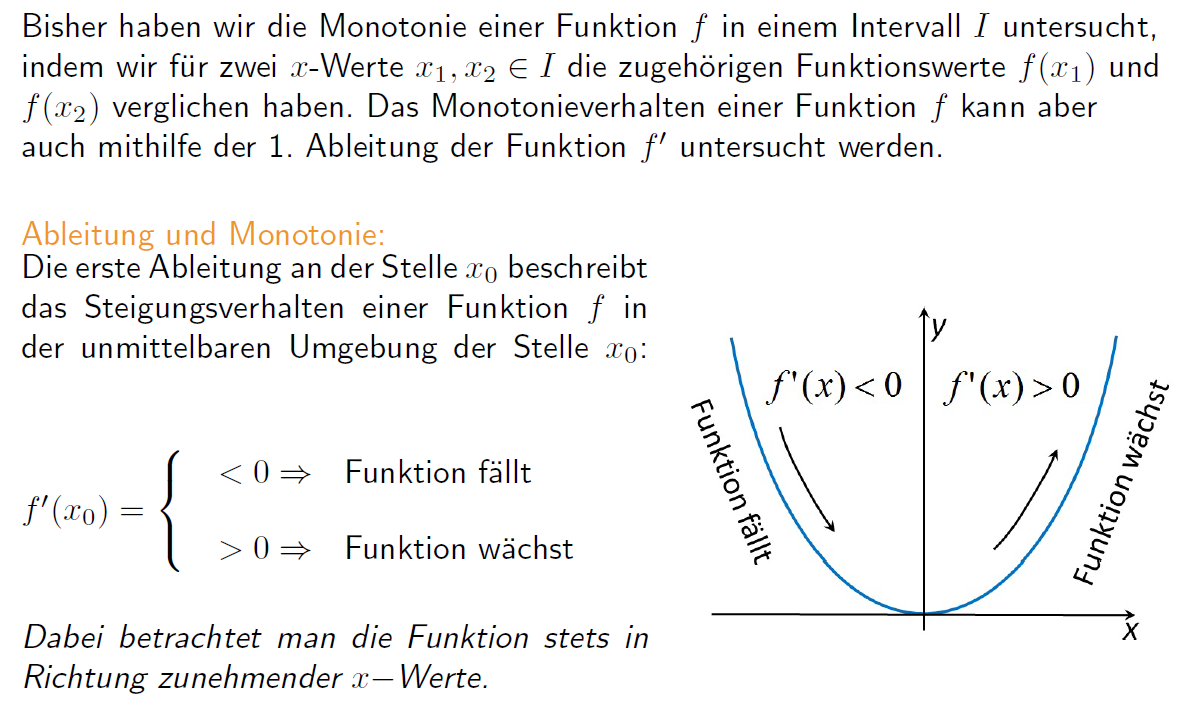 Bisher haben wir die Monotonie einer Funktion f in einem Intervall I untersucht,
indem wir für zwei x-Werte x₁, x₂ ∈ I die zugehörigen Funktionswerte f(x₁) und
f(x₂) verglichen haben. Das Monotonieverhalten einer Funktion f kann aber
auch mithilfe der 1. Ableitung der Funktion f′ untersucht werden.
Ableitung und Monotonie:
Die erste Ableitung an der Stelle x₀ beschreibt
das Steigungsverhalten einer Funktion f in
der unmittelbaren Umgebung der Stelle x₀:
f′(x₀) = {
< 0 ⇒ Funktion fällt
> 0 ⇒ Funktion wächst
Dabei betrachtet man die Funktion stets in
Richtung zunehmender x−Werte.
y
f'(x) < 0
f'(x) > 0
Funktion fällt
Funktion wächst
x